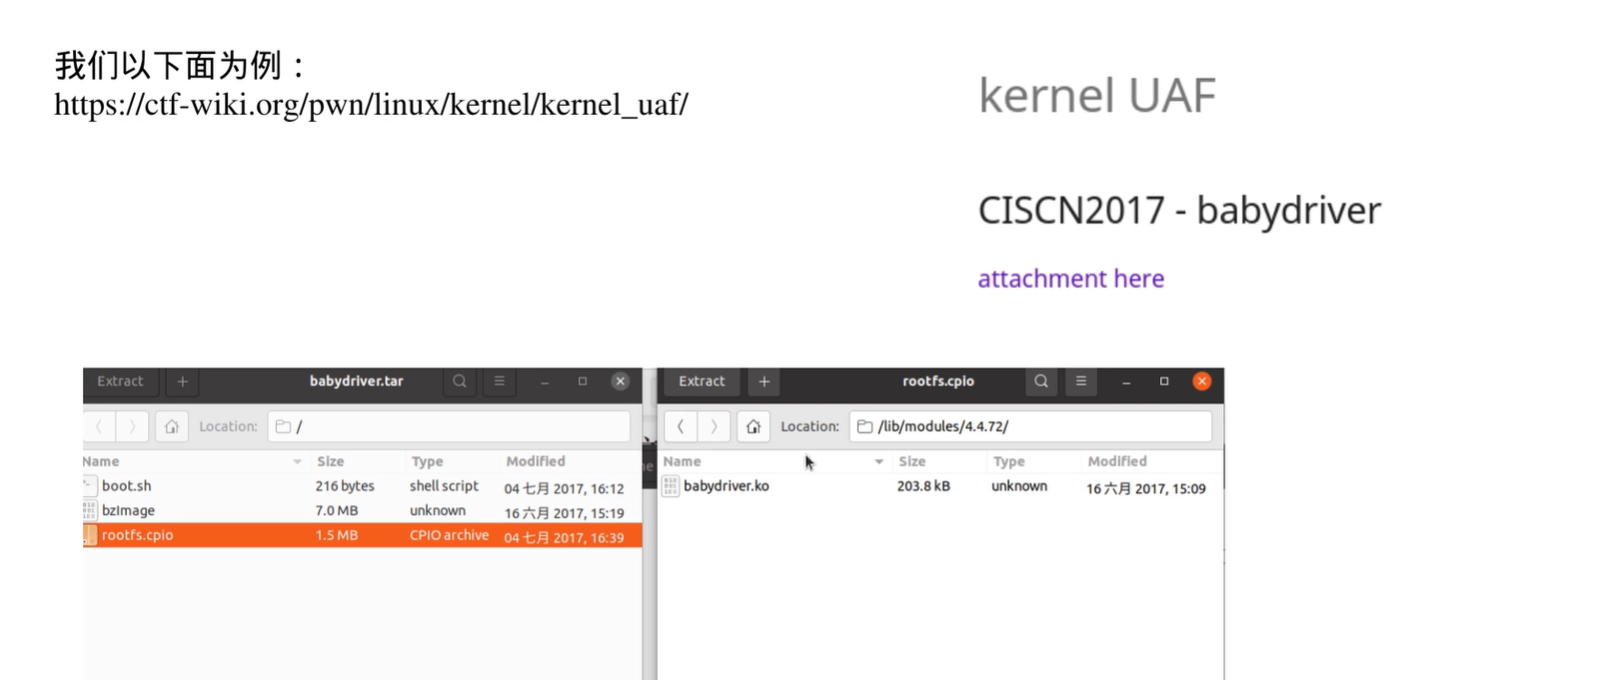 我们以下面为例：
https://ctf-wiki.org/pwn/linux/kernel/kernel_uaf/
kernel UAF
CISCN2017 - babydriver
attachment here
Extract + babydriver.tar
Location: /
Name Size Type Modified
boot.sh 216 bytes shell script 04 七月 2017, 16:12
bzImage 7.0 MB unknown 16 六月 2017, 15:19
rootfs.cpio 1.5 MB CPIO archive 04 七月 2017, 16:39
Extract + rootfs.cpio
Location: /lib/modules/4.4.72/
Name Size Type Modified
babydriver.ko 203.8 kB unknown 16 六月 2017, 15:09